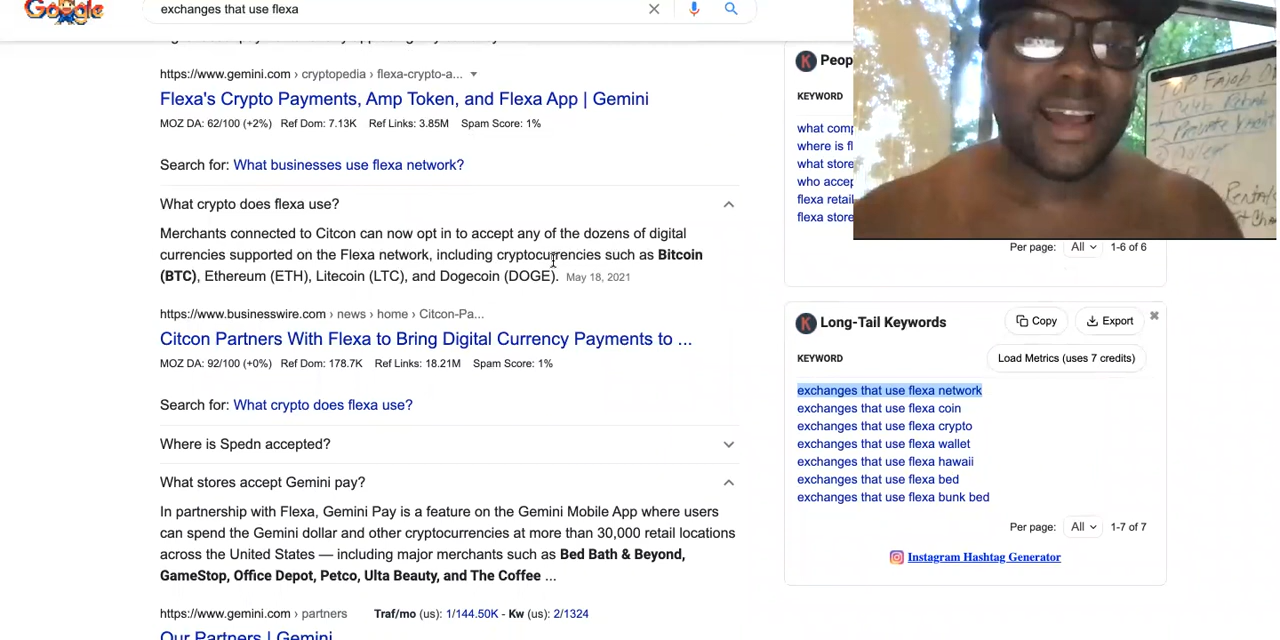 Google
exchanges that use flexa
https://www.gemini.com › cryptopedia › flexa-crypto-a...
Flexa's Crypto Payments, Amp Token, and Flexa App | Gemini
MOZ DA: 62/100 (+2%) Ref Dom: 7.13K Ref Links: 3.85M Spam Score: 1%
Search for: What businesses use flexa network?
What crypto does flexa use?
Merchants connected to Citcon can now opt in to accept any of the dozens of digital
currencies supported on the Flexa network, including cryptocurrencies such as Bitcoin
(BTC), Ethereum (ETH), Litecoin (LTC), and Dogecoin (DOGE). May 18, 2021
https://www.businesswire.com › news › home › Citcon-Pa...
Citcon Partners With Flexa to Bring Digital Currency Payments to ...
MOZ DA: 92/100 (+0%) Ref Dom: 178.7K Ref Links: 18.21M Spam Score: 1%
Search for: What crypto does flexa use?
Where is Spedn accepted?
What stores accept Gemini pay?
In partnership with Flexa, Gemini Pay is a feature on the Gemini Mobile App where users
can spend the Gemini dollar and other cryptocurrencies at more than 30,000 retail locations
across the United States — including major merchants such as Bed Bath & Beyond,
GameStop, Office Depot, Petco, Ulta Beauty, and The Coffee ...
https://www.gemini.com › partners Traf/mo (us): 1/144.50K - Kw (us): 2/1324
Our Partners | Gemini
K Peop
KEYWORD
what comp
where is fl
what store
who accep
flexa retail
flexa store
Per page: All 1-6 of 6
K Long-Tail Keywords Copy Export
KEYWORD Load Metrics (uses 7 credits)
exchanges that use flexa network
exchanges that use flexa coin
exchanges that use flexa crypto
exchanges that use flexa wallet
exchanges that use flexa hawaii
exchanges that use flexa bed
exchanges that use flexa bunk bed
Per page: All 1-7 of 7
Instagram Hashtag Generator
TOP
Rentals